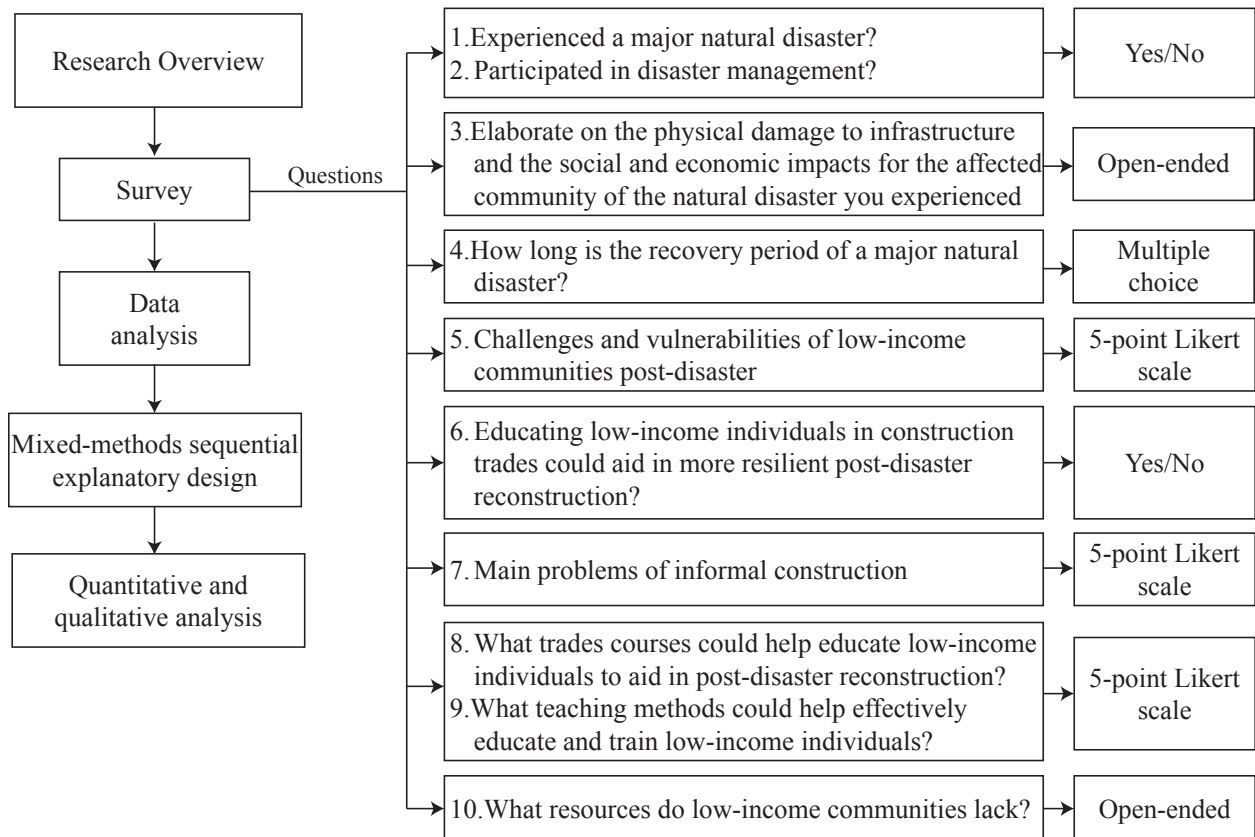 Research Overview
Survey
Data
analysis
Mixed-methods sequential
explanatory design
Quantitative and
qualitative analysis
Questions
1.Experienced a major natural disaster?
2. Participated in disaster management?
Yes/No
3.Elaborate on the physical damage to infrastructure
and the social and economic impacts for the affected
community of the natural disaster you experienced
Open-ended
4.How long is the recovery period of a major natural
disaster?
Multiple
choice
5. Challenges and vulnerabilities of low-income
communities post-disaster
5-point Likert
scale
6. Educating low-income individuals in construction
trades could aid in more resilient post-disaster
reconstruction?
Yes/No
7. Main problems of informal construction
5-point Likert
scale
8. What trades courses could help educate low-income
individuals to aid in post-disaster reconstruction?
9.What teaching methods could help effectively
educate and train low-income individuals?
5-point Likert
scale
10.What resources do low-income communities lack?
Open-ended